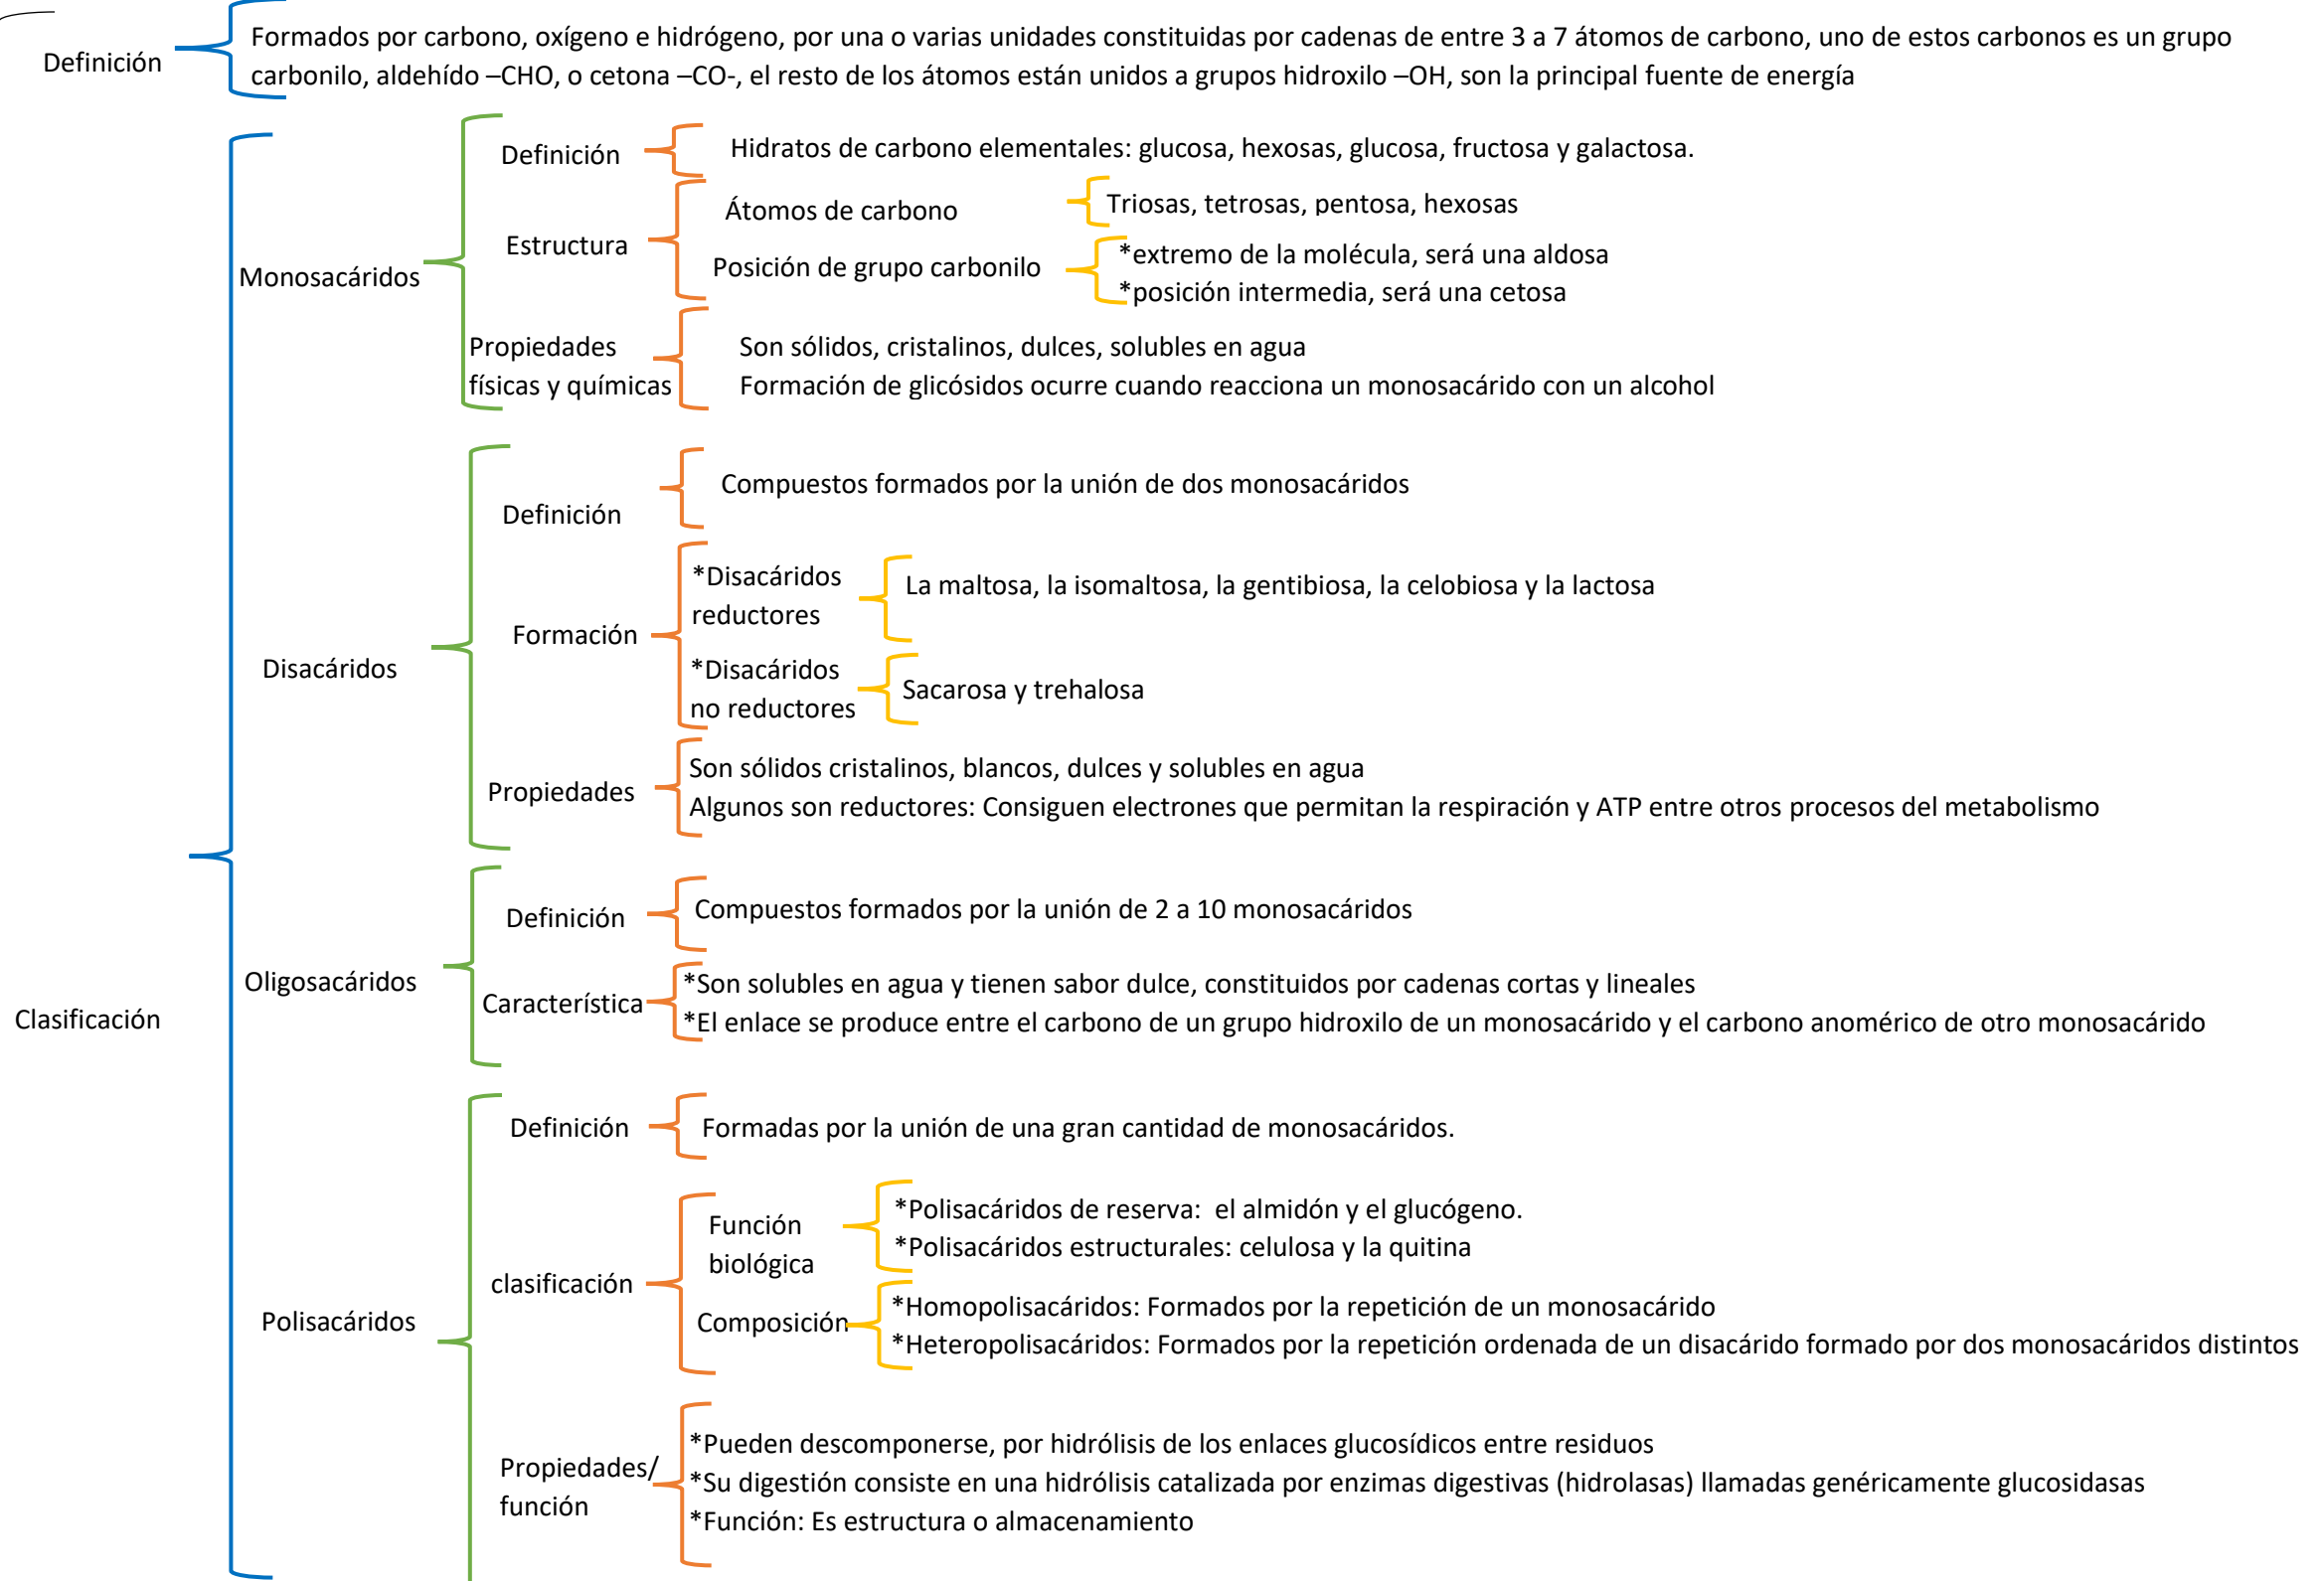 Definición
Formados por carbono, oxígeno e hidrógeno, por una o varias unidades constituidas por cadenas de entre 3 a 7 átomos de carbono, uno de estos carbonos es un grupo
carbonilo, aldehído –CHO, o cetona –CO-, el resto de los átomos están unidos a grupos hidroxilo –OH, son la principal fuente de energía
Clasificación
Monosacáridos
Definición
Hidratos de carbono elementales: glucosa, hexosas, glucosa, fructosa y galactosa.
Estructura
Átomos de carbono
Triosas, tetrosas, pentosa, hexosas
Posición de grupo carbonilo
*extremo de la molécula, será una aldosa
*posición intermedia, será una cetosa
Propiedades
físicas y químicas
Son sólidos, cristalinos, dulces, solubles en agua
Formación de glicósidos ocurre cuando reacciona un monosacárido con un alcohol
Disacáridos
Definición
Compuestos formados por la unión de dos monosacáridos
Formación
*Disacáridos
reductores
La maltosa, la isomaltosa, la gentibiosa, la celobiosa y la lactosa
*Disacáridos
no reductores
Sacarosa y trehalosa
Propiedades
Son sólidos cristalinos, blancos, dulces y solubles en agua
Algunos son reductores: Consiguen electrones que permitan la respiración y ATP entre otros procesos del metabolismo
Oligosacáridos
Definición
Compuestos formados por la unión de 2 a 10 monosacáridos
Característica
*Son solubles en agua y tienen sabor dulce, constituidos por cadenas cortas y lineales
*El enlace se produce entre el carbono de un grupo hidroxilo de un monosacárido y el carbono anomérico de otro monosacárido
Polisacáridos
Definición
Formadas por la unión de una gran cantidad de monosacáridos.
clasificación
Función
biológica
*Polisacáridos de reserva:  el almidón y el glucógeno.
*Polisacáridos estructurales: celulosa y la quitina
Composición
*Homopolisacáridos: Formados por la repetición de un monosacárido
*Heteropolisacáridos: Formados por la repetición ordenada de un disacárido formado por dos monosacáridos distintos
Propiedades/
función
*Pueden descomponerse, por hidrólisis de los enlaces glucosídicos entre residuos
*Su digestión consiste en una hidrólisis catalizada por enzimas digestivas (hidrolasas) llamadas genéricamente glucosidasas
*Función: Es estructura o almacenamiento